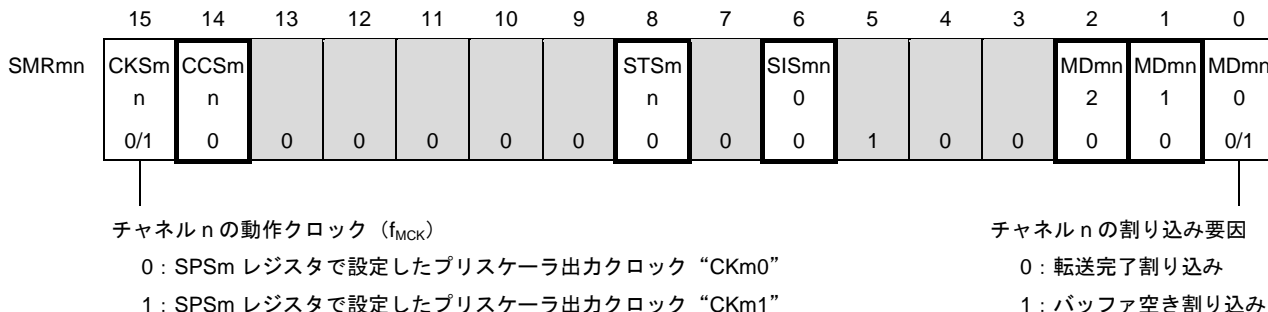 15 14 13 12 11 10 9 8 7 6 5 4 3 2 1 0
SMRmn CKSm CCSm STSm SISmn MDmn MDmn MDmn
n n n 0 2 1 0
0/1 0 0 0 0 0 0 0 0 0 1 0 0 0 0 0/1
チャネル n の動作クロック（fMCK） チャネル n の割り込み要因
0：SPSm レジスタで設定したプリスケーラ出力クロック“CKm0” 0：転送完了割り込み
1：SPSm レジスタで設定したプリスケーラ出力クロック“CKm1” 1：バッファ空き割り込み